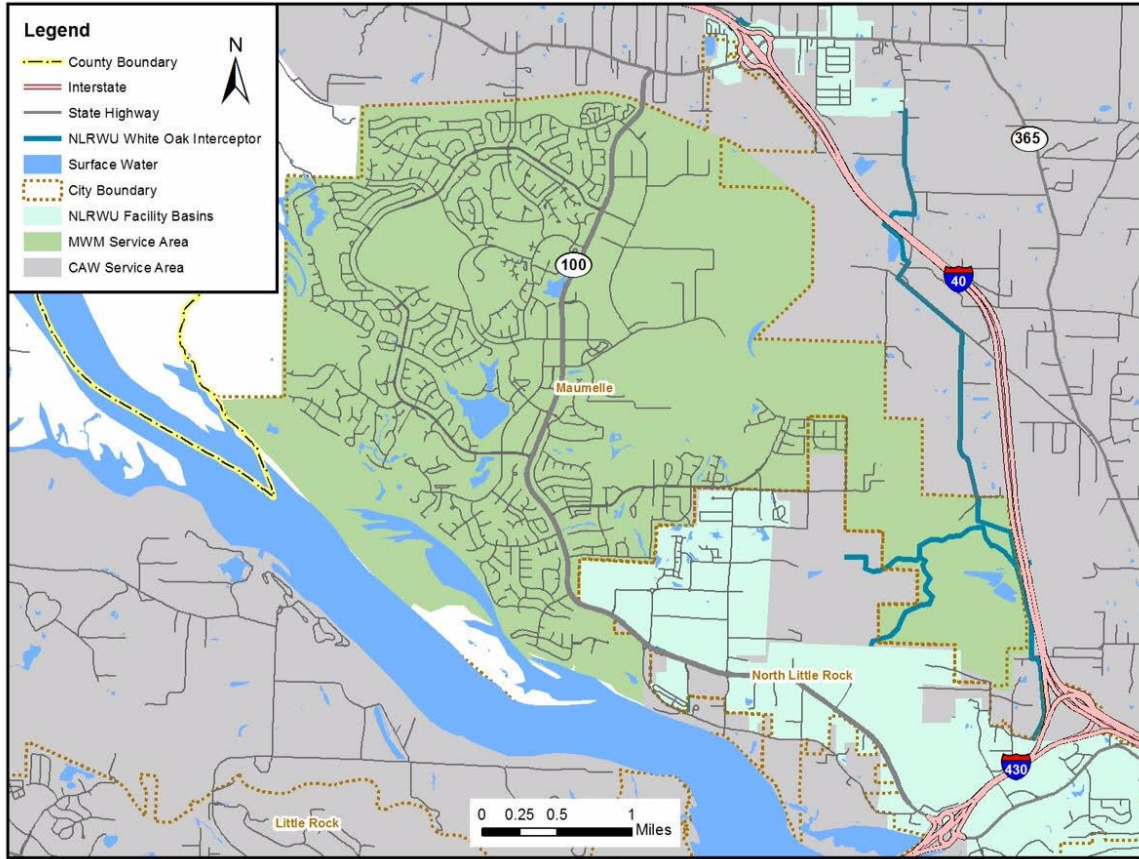 Legend
County Boundary
Interstate
State Highway
NLRWU White Oak Interceptor
Surface Water
City Boundary
NLRWU Facility Basins
MWM Service Area
CAW Service Area
N
365
40
100
Maumelle
North Little Rock
430
Little Rock
0 0.25 0.5 1
Miles